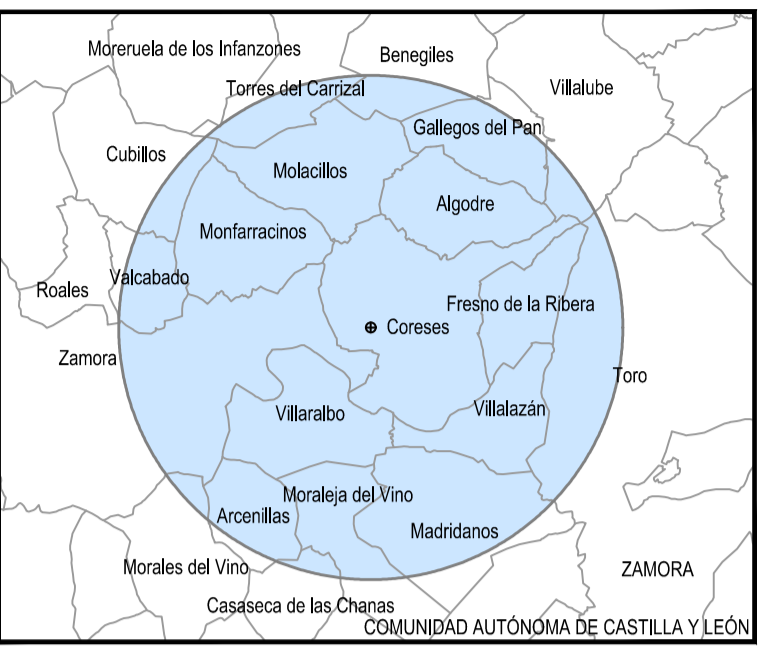 Moreruela de los Infanzones
Benegiles
Torres del Carrizal
Villalube
Gallegos del Pan
Cubillos
Molacillos
Algodre
Monfarracinos
Valcabado
Roales
Fresno de la Ribera
Coreses
Zamora
Toro
Villaralbo
Villalazán
Moraleja del Vino
Arcenillas
Madridanos
Morales del Vino
ZAMORA
Casaseca de las Chanas
COMUNIDAD AUTÓNOMA DE CASTILLA Y LEÓN